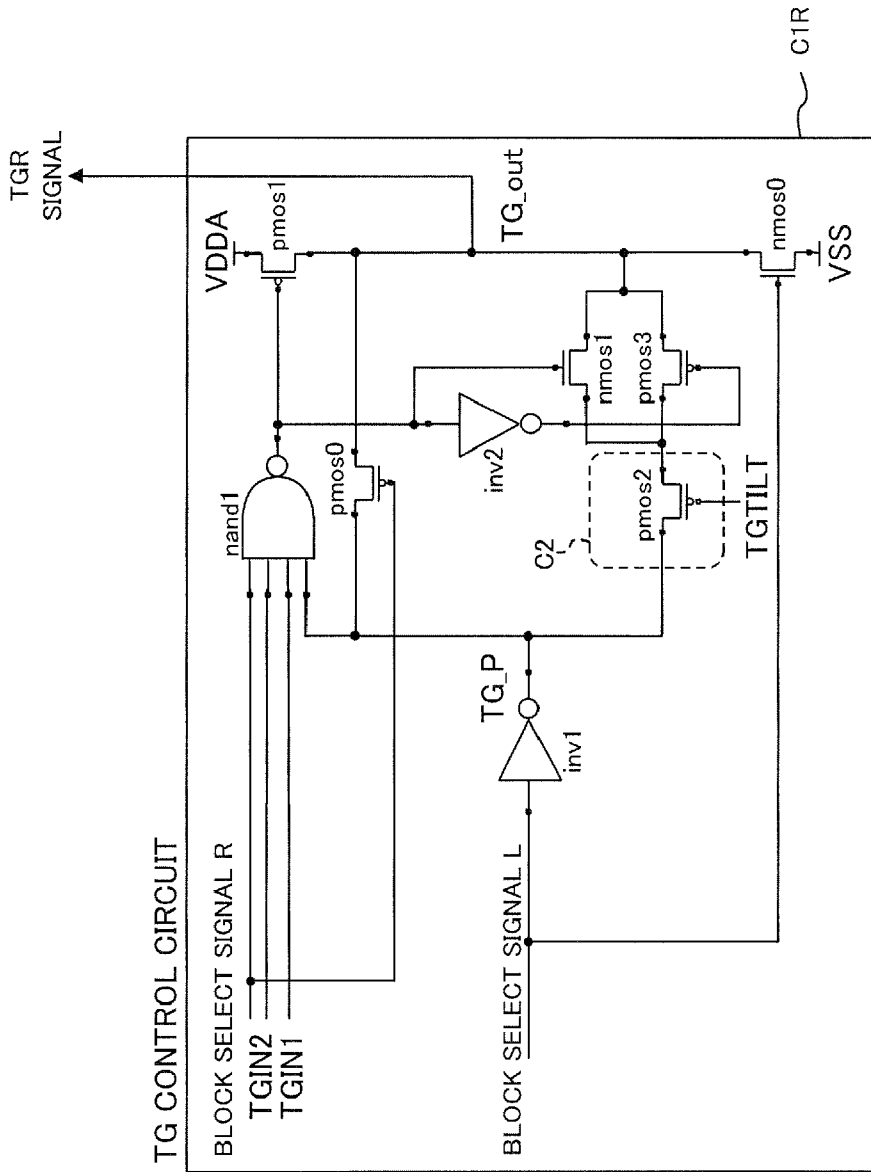 TG CONTROL CIRCUIT
BLOCK SELECT SIGNAL R
TGIN2
TGIN1
BLOCK SELECT SIGNAL L
nand1
pmos0
inv1
TG_P
C2
pmos2
TGTILT
inv2
nmos1
pmos3
VDDA
pmos1
TG_out
nmos0
VSS
TGR
SIGNAL
C1R